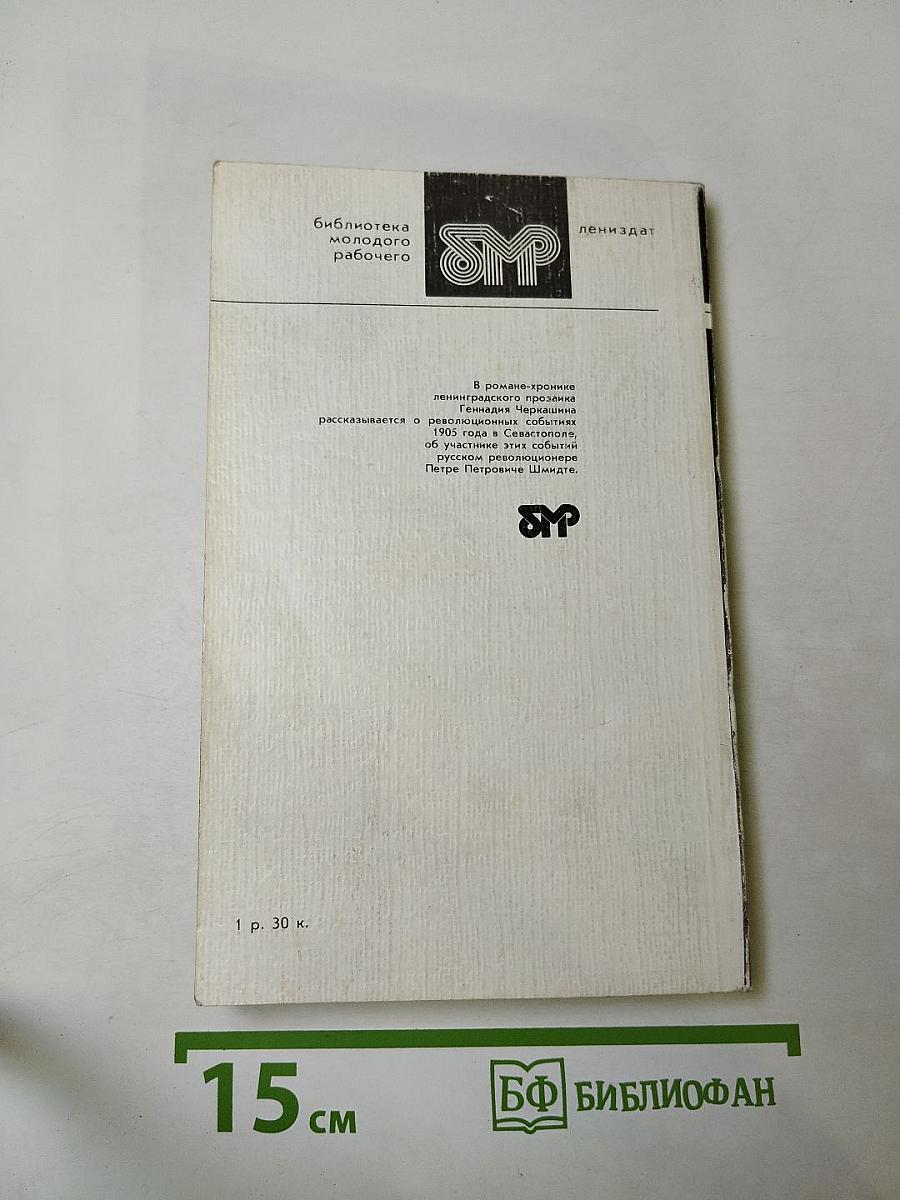 библиотека
молодого
рабочего
бмр
лениздат
В романе-хронике
ленинградского прозаика
Геннадия Черкашина
рассказывается о революционных событиях
1905 года в Севастополе,
об участнике этих событий
русском революционере
Петре Петровиче Шмидте.
бмр
1 р. 30 к.
15 см
БФ БИБЛИОФАН